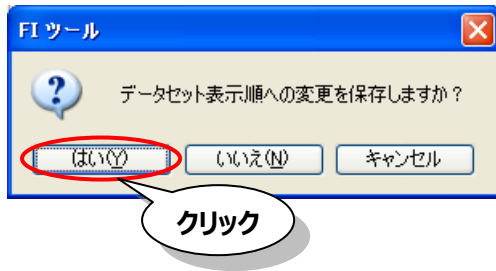 FI ツール
データセット表示順への変更を保存しますか？
はい(Y)
いいえ(N)
キャンセル
クリック